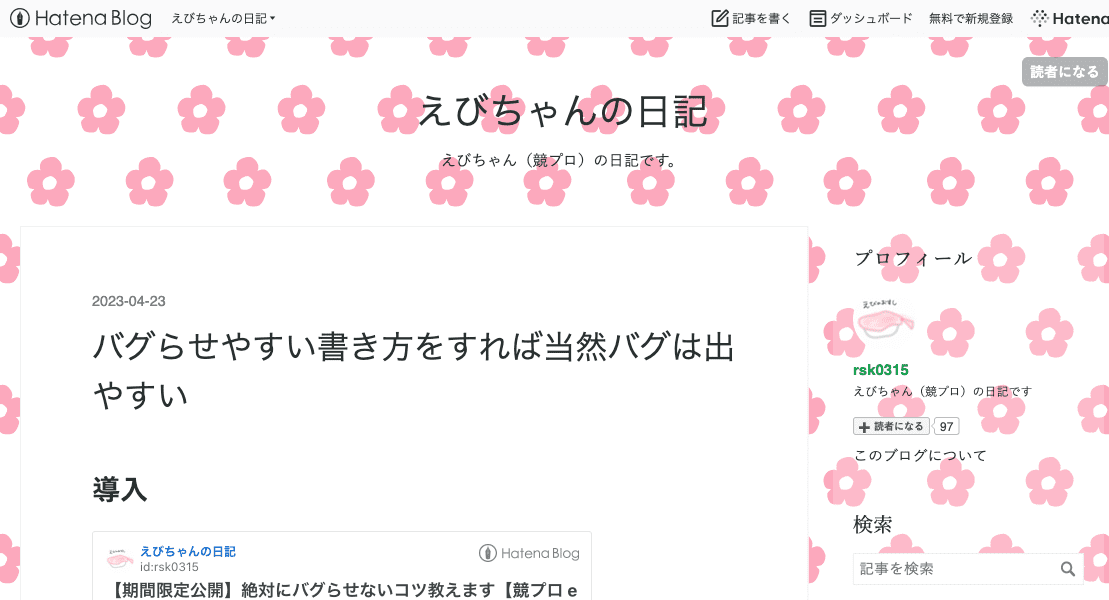 Hatena Blog えびちゃんの日記▾ 記事を書く ダッシュボード 無料で新規登録 Hatena
読者になる
えびちゃんの日記
えびちゃん（競プロ）の日記です。
2023-04-23
バグらせやすい書き方をすれば当然バグは出
やすい
導入
えびちゃんの日記
id:rsk0315
Hatena Blog
【期間限定公開】絶対にバグらせないコツ教えます【競プロ e
プロフィール
えびのおすし
rsk0315
えびちゃん（競プロ）の日記です
読者になる 97
このブログについて
検索
記事を検索